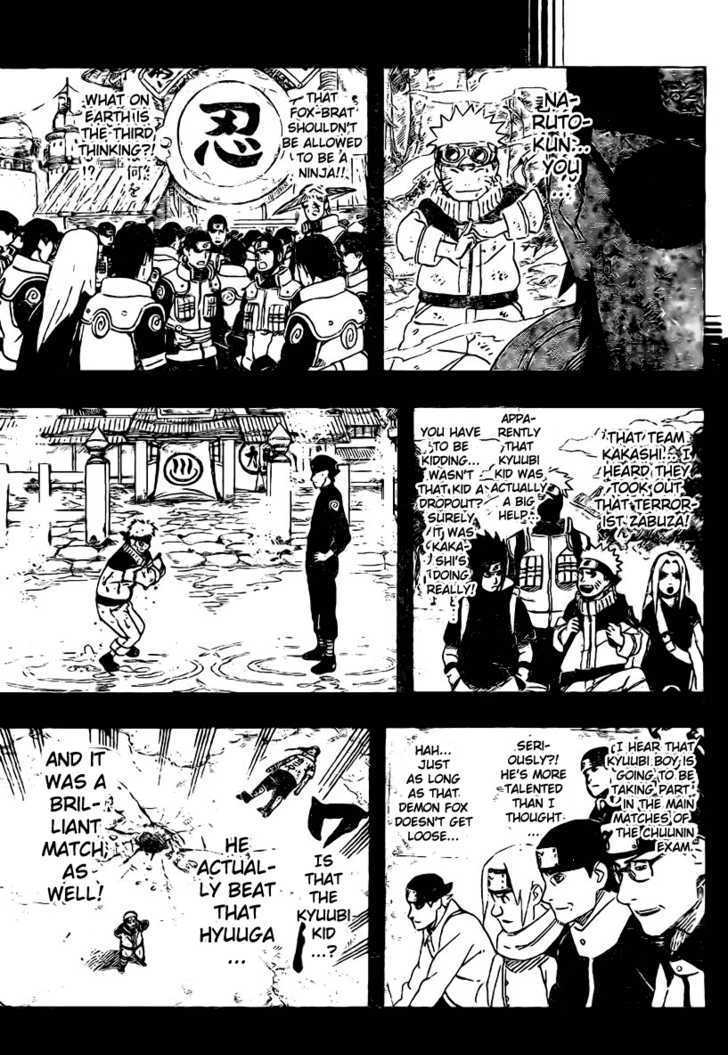 NA-
RUTO-
KUN...
YOU
...
THAT
FOX-BRAT
SHOULDN'T
BE ALLOWED
TO BE A
NINJA!!
忍
WHAT ON
EARTH IS
THE THIRD
THINKING?!
!?
何を
THAT TEAM
KAKASHI... I
HEARD THEY
TOOK OUT
THAT TERROR-
IST ZABUZA!
APPA-
RENTLY
THAT
KYUUBI
KID WAS
ACTUALLY
A BIG
HELP...
YOU HAVE
TO BE
KIDDING...
WASN'T
THAT KID A
DROPOUT?
SURELY
IT WAS
KAKA-
SHI'S
DOING
REALLY!
I HEAR THAT
KYUUBI BOY IS
GOING TO BE
TAKING PART
IN THE MAIN
MATCHES OF
THE CHUUNIN
EXAM.
SERI-
OUSLY?!
HE'S MORE
TALENTED
THAN I
THOUGHT
...
HAH...
JUST
AS LONG
AS THAT
DEMON FOX
DOESN'T GET
LOOSE...
IS
THAT
THE
KYUUBI
KID
...?
HE
ACTUAL-
LY BEAT
THAT
HYUUGA
...
AND IT
WAS A
BRIL-
LIANT
MATCH,
AS
WELL!